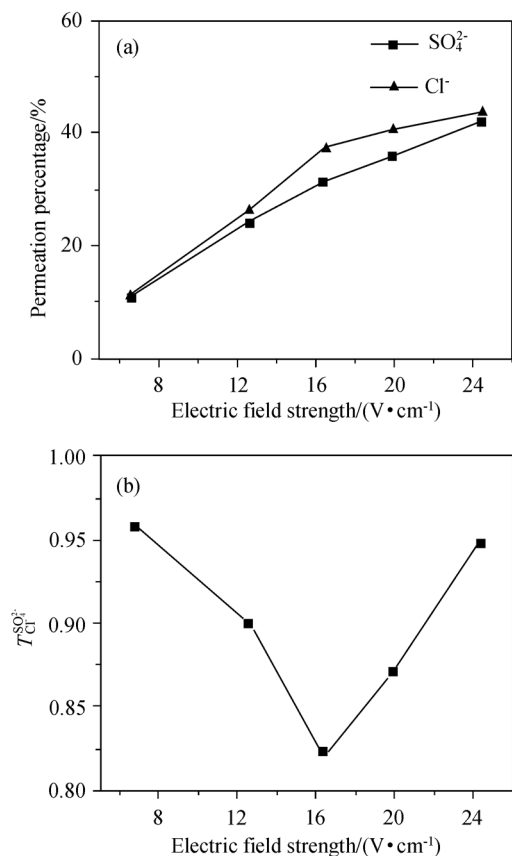 (a)
SO₄²⁻
Cl⁻
Permeation percentage/%
60
40
20
0
8 12 16 20 24
Electric field strength/(V•cm⁻¹)
(b)
T_Cl^SO₄²⁻
1.00
0.95
0.90
0.85
0.80
8 12 16 20 24
Electric field strength/(V•cm⁻¹)